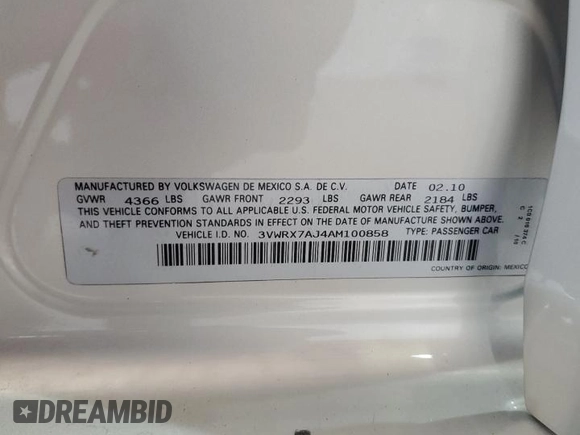 MANUFACTURED BY VOLKSWAGEN DE MEXICO S.A. DE C.V. DATE 02.10
GVWR 4366 LBS GAWR FRONT 2293 LBS GAWR REAR 2184 LBS
THIS VEHICLE CONFORMS TO ALL APPLICABLE U.S. FEDERAL MOTOR VEHICLE SAFETY, BUMPER,
AND THEFT PREVENTION STANDARDS IN EFFECT ON THE DATE OF MANUFACTURE SHOWN ABOVE.
VEHICLE I.D. NO. 3VWRX7AJ4AM100858 TYPE: PASSENGER CAR
COUNTRY OF ORIGIN: MEXICO
DREAMBID